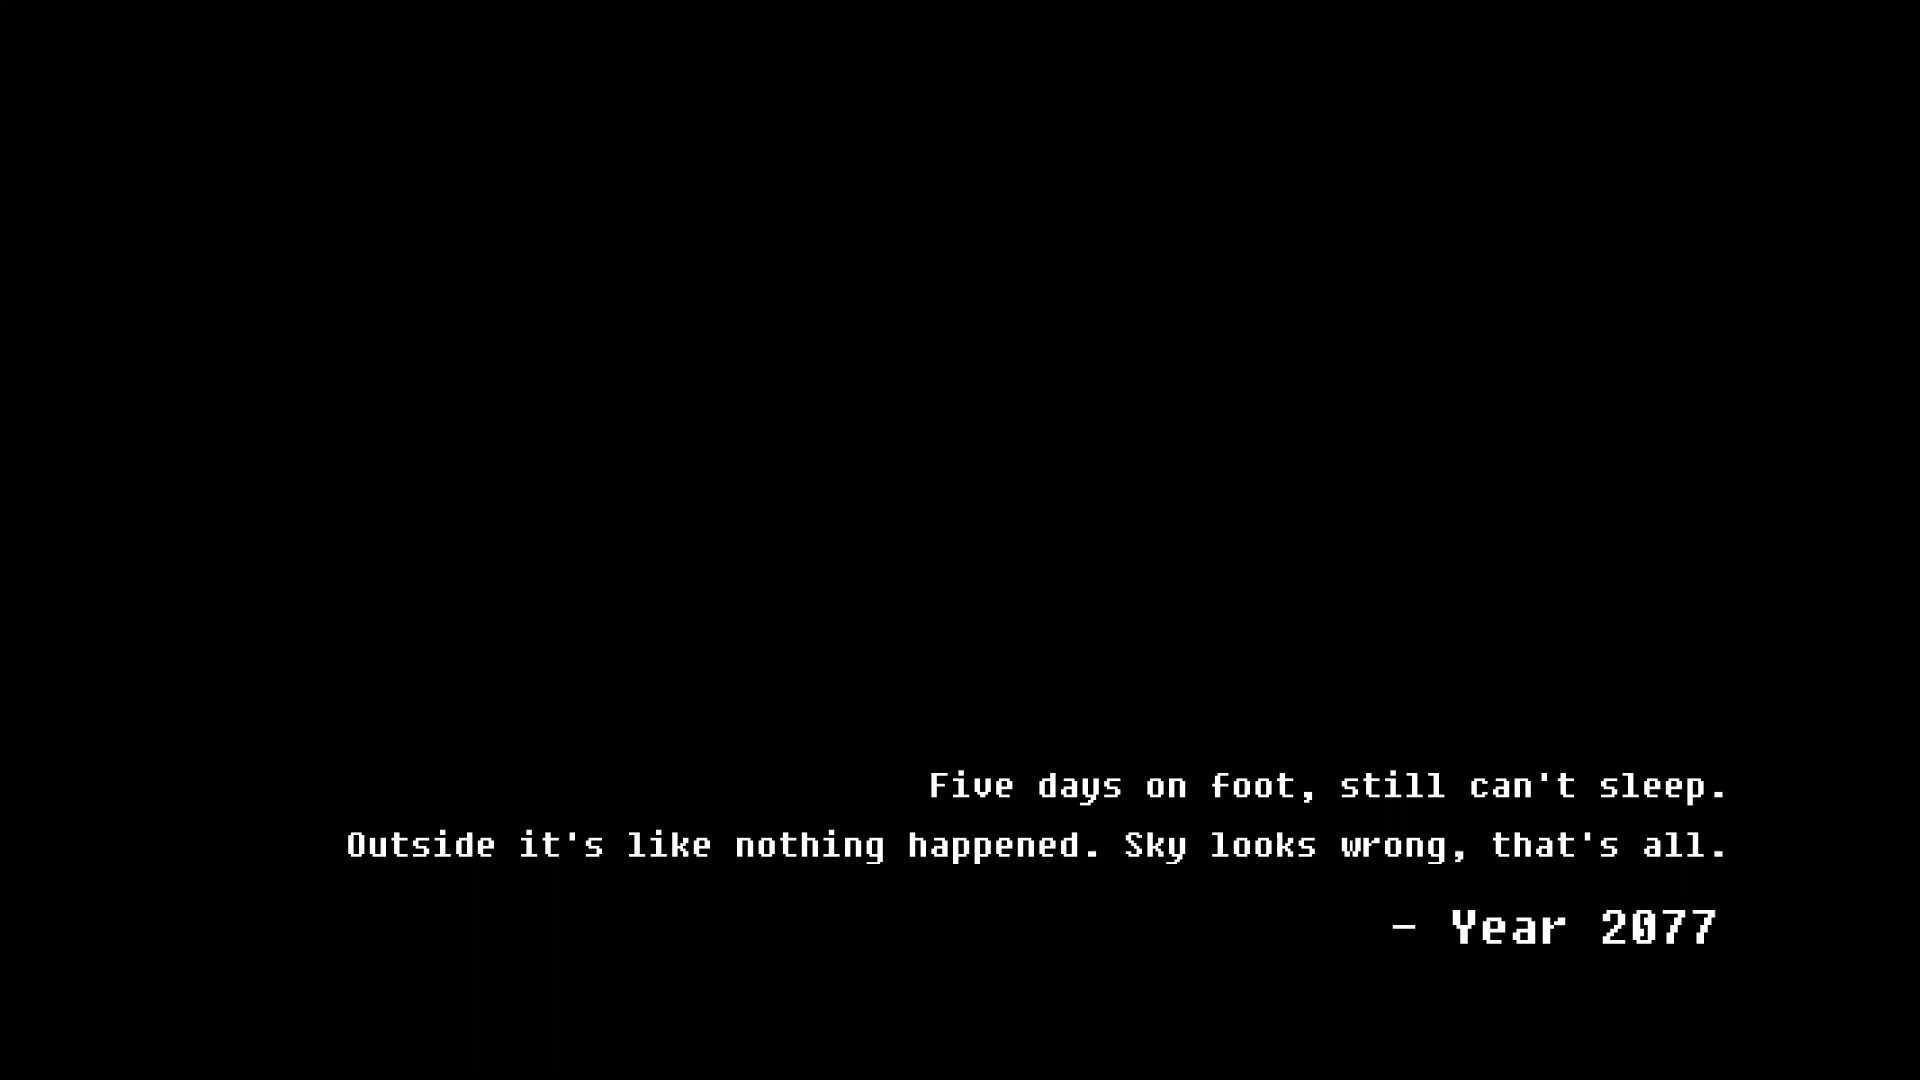 Five days on foot, still can't sleep.
Outside it's like nothing happened. Sky looks wrong, that's all.
- Year 2077